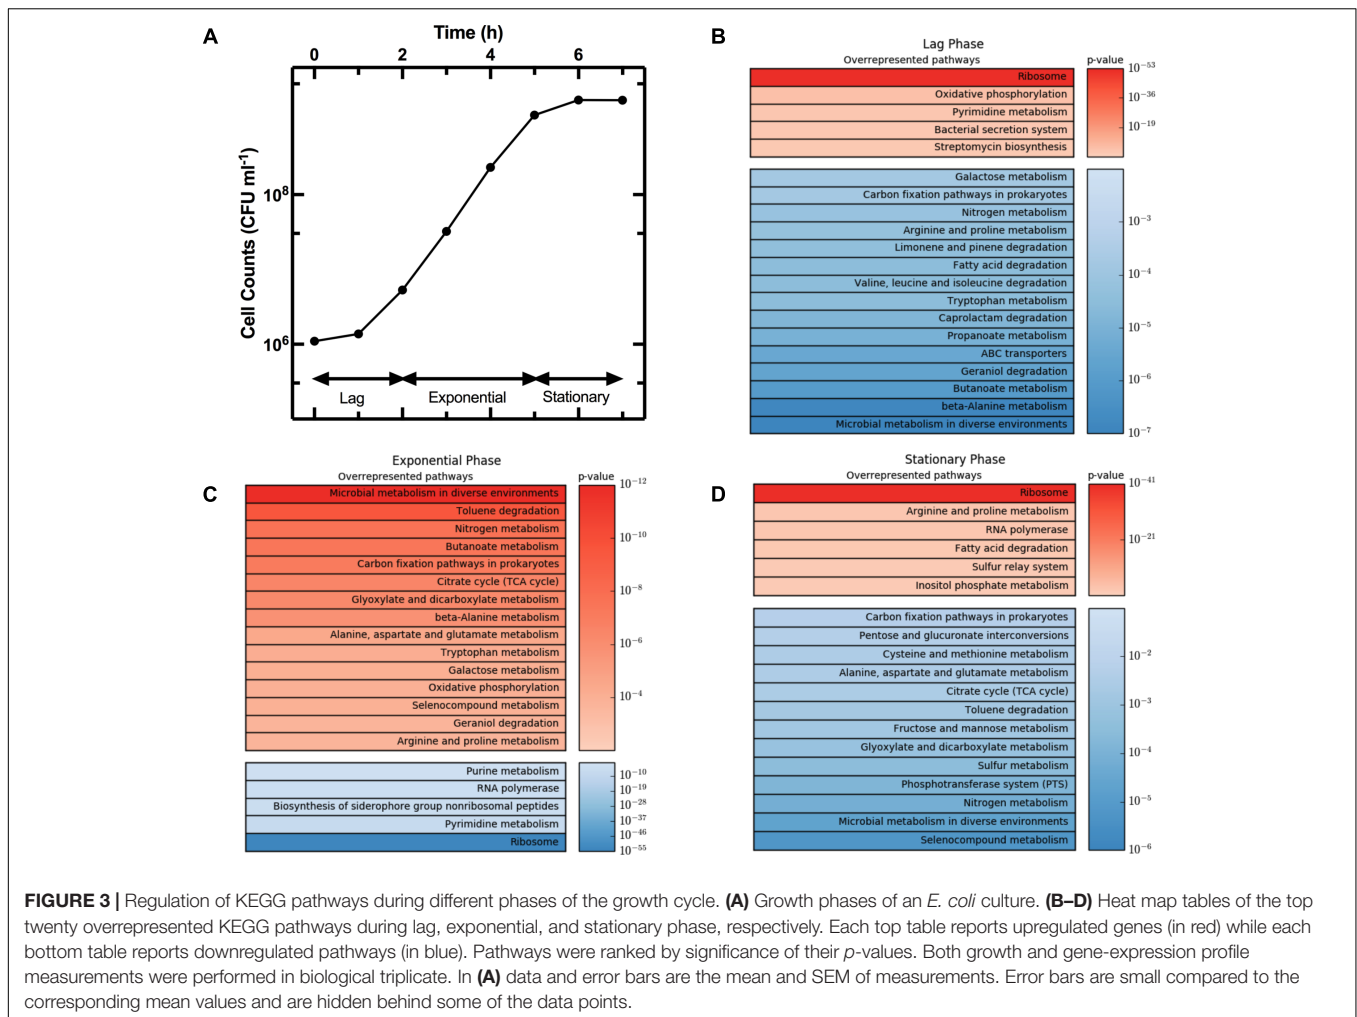 A
Time (h)
0 2 4 6
Cell Counts (CFU ml-1)
10^8
10^6
Lag
Exponential
Stationary
B
Lag Phase
Overrepresented pathways
p-value
Ribosome
Oxidative phosphorylation
Pyrimidine metabolism
Bacterial secretion system
Streptomycin biosynthesis
10^−53
10^−36
10^−19
Galactose metabolism
Carbon fixation pathways in prokaryotes
Nitrogen metabolism
Arginine and proline metabolism
Limonene and pinene degradation
Fatty acid degradation
Valine, leucine and isoleucine degradation
Tryptophan metabolism
Caprolactam degradation
Propanoate metabolism
ABC transporters
Geraniol degradation
Butanoate metabolism
beta-Alanine metabolism
Microbial metabolism in diverse environments
10^−3
10^−4
10^−5
10^−6
10^−7
C
Exponential Phase
Overrepresented pathways
p-value
Microbial metabolism in diverse environments
Toluene degradation
Nitrogen metabolism
Butanoate metabolism
Carbon fixation pathways in prokaryotes
Citrate cycle (TCA cycle)
Glyoxylate and dicarboxylate metabolism
beta-Alanine metabolism
Alanine, aspartate and glutamate metabolism
Tryptophan metabolism
Galactose metabolism
Oxidative phosphorylation
Selenocompound metabolism
Geraniol degradation
Arginine and proline metabolism
10^−12
10^−10
10^−8
10^−6
10^−4
Purine metabolism
RNA polymerase
Biosynthesis of siderophore group nonribosomal peptides
Pyrimidine metabolism
Ribosome
10^−10
10^−19
10^−28
10^−37
10^−46
10^−55
D
Stationary Phase
Overrepresented pathways
p-value
Ribosome
Arginine and proline metabolism
RNA polymerase
Fatty acid degradation
Sulfur relay system
Inositol phosphate metabolism
10^−41
10^−21
Carbon fixation pathways in prokaryotes
Pentose and glucuronate interconversions
Cysteine and methionine metabolism
Alanine, aspartate and glutamate metabolism
Citrate cycle (TCA cycle)
Toluene degradation
Fructose and mannose metabolism
Glyoxylate and dicarboxylate metabolism
Sulfur metabolism
Phosphotransferase system (PTS)
Nitrogen metabolism
Microbial metabolism in diverse environments
Selenocompound metabolism
10^−2
10^−3
10^−4
10^−5
10^−6
FIGURE 3 | Regulation of KEGG pathways during different phases of the growth cycle. (A) Growth phases of an E. coli culture. (B–D) Heat map tables of the top
twenty overrepresented KEGG pathways during lag, exponential, and stationary phase, respectively. Each top table reports upregulated genes (in red) while each
bottom table reports downregulated pathways (in blue). Pathways were ranked by significance of their p-values. Both growth and gene-expression profile
measurements were performed in biological triplicate. In (A) data and error bars are the mean and SEM of measurements. Error bars are small compared to the
corresponding mean values and are hidden behind some of the data points.